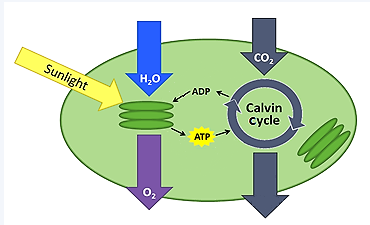 Sunlight
H₂O
CO₂
ADP
Calvin
Cycle
ATP
O₂